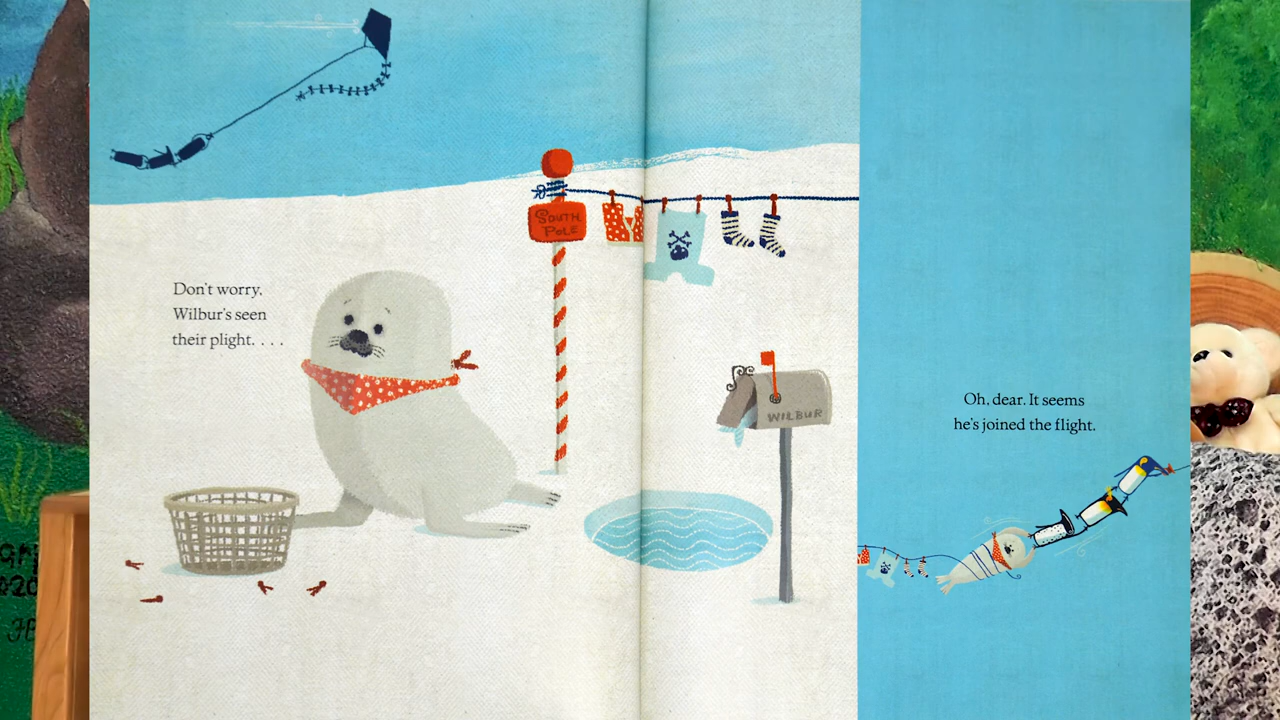 SOUTH
POLE
Don't worry,
Wilbur's seen
their plight. . . .
WILBUR
Oh, dear. It seems
he's joined the flight.